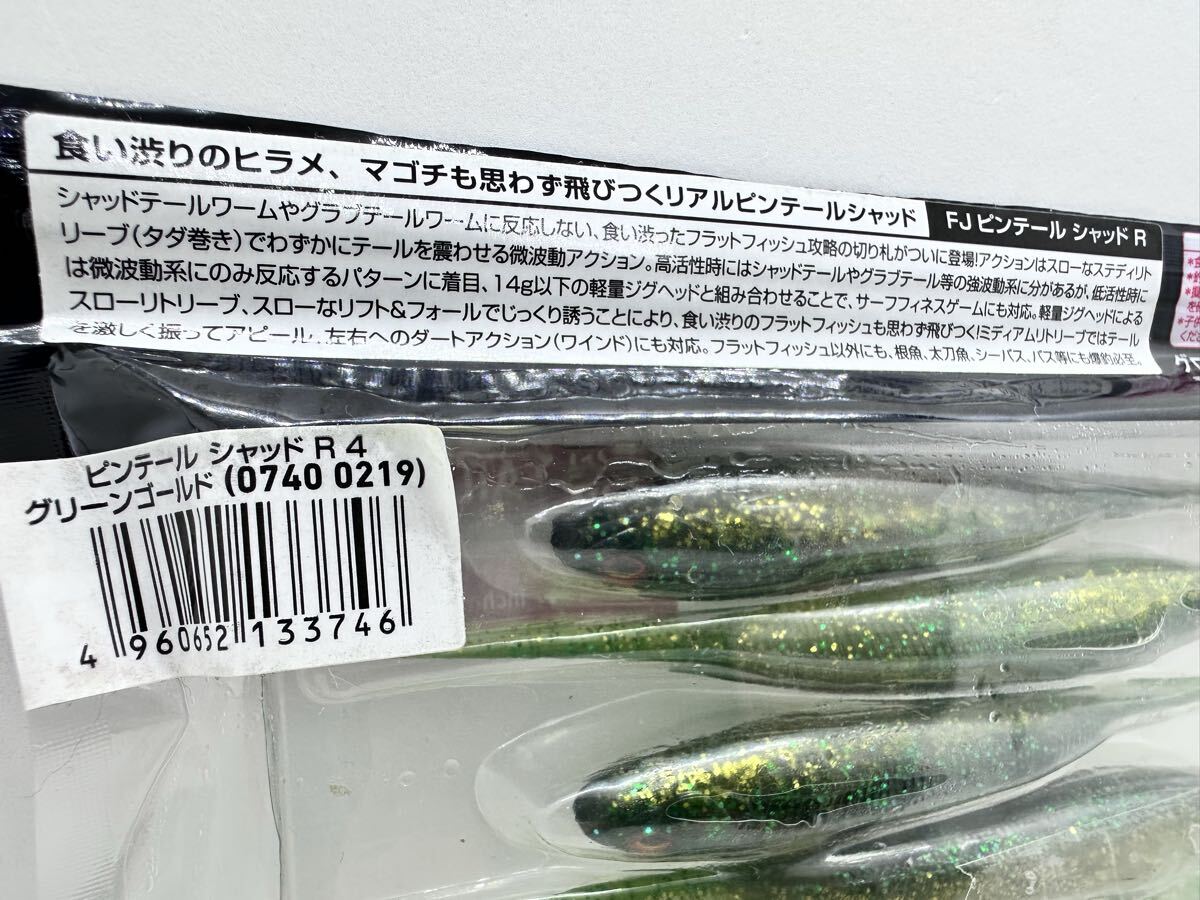 食い渋りのヒラメ、マゴチも思わず飛びつくリアルピンテールシャッド
FJ ピンテール シャッド R
シャッドテールワームやグラブテールワームに反応しない、食い渋ったフラットフィッシュ攻略の切り札がついに登場!アクションはスローなステディリト
リーブ(タダ巻き)でわずかにテールを震わせる微波動アクション。高活性時にはシャッドテールやグラブテール等の強波動系に分があるが、低活性時に
は微波動系にのみ反応するパターンに着目、14g以下の軽量ジグヘッドと組み合わせることで、サーフフィネスゲームにも対応。軽量ジグヘッドによる
スローリトリーブ、スローなリフト&フォールでじっくり誘うことにより、食い渋りのフラットフィッシュも思わず飛びつく!ミディアムリトリーブではテール
を激しく振ってアピール、左右へのダートアクション(ワインド)にも対応。フラットフィッシュ以外にも、根魚、太刀魚、シーバス、バス等にも爆釣必至。
ピンテール シャッド R 4
グリーンゴールド (0740 0219)
4 960652 133746
inch